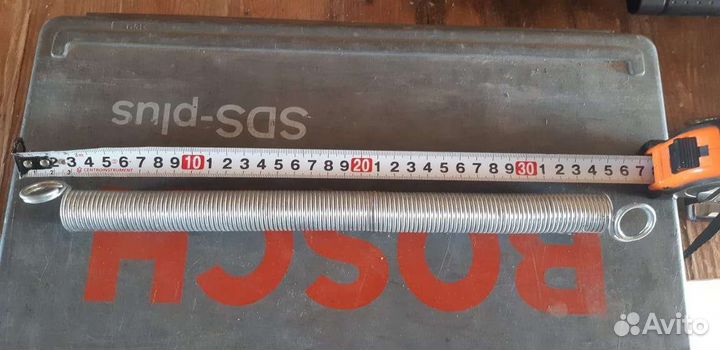 SDS-plus
2 3 4 5 6 7 8 9 10 1 2 3 4 5 6 7 8 9 20 1 2 3 4 5 6 7 8 9 30 1 2 3 4 5 6 7
CENTROINSTRUMENT
BOSCH
Avito